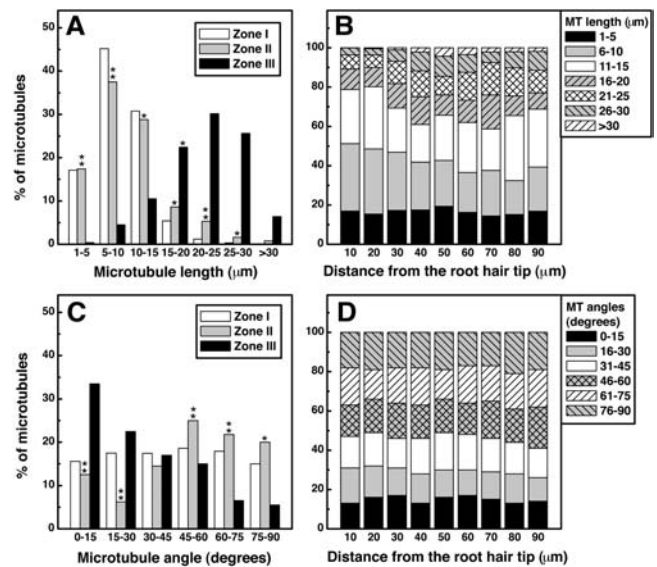 A
Zone I
Zone II
Zone III
% of microtubules
50
40
30
20
10
0
**
**
*
*
*
**
*
1-5 5-10 10-15 15-20 20-25 25-30 >30
Microtubule length (μm)
B
MT length (μm)
1-5
6-10
11-15
16-20
21-25
26-30
>30
100
80
60
40
20
0
10 20 30 40 50 60 70 80 90
Distance from the root hair tip (μm)
C
Zone I
Zone II
Zone III
% of microtubules
50
40
30
20
10
0
**
**
**
**
*
0-15 15-30 30-45 45-60 60-75 75-90
Microtubule angle (degrees)
D
MT angles
(degrees)
0-15
16-30
31-45
46-60
61-75
76-90
100
80
60
40
20
0
10 20 30 40 50 60 70 80 90
Distance from the root hair tip (μm)